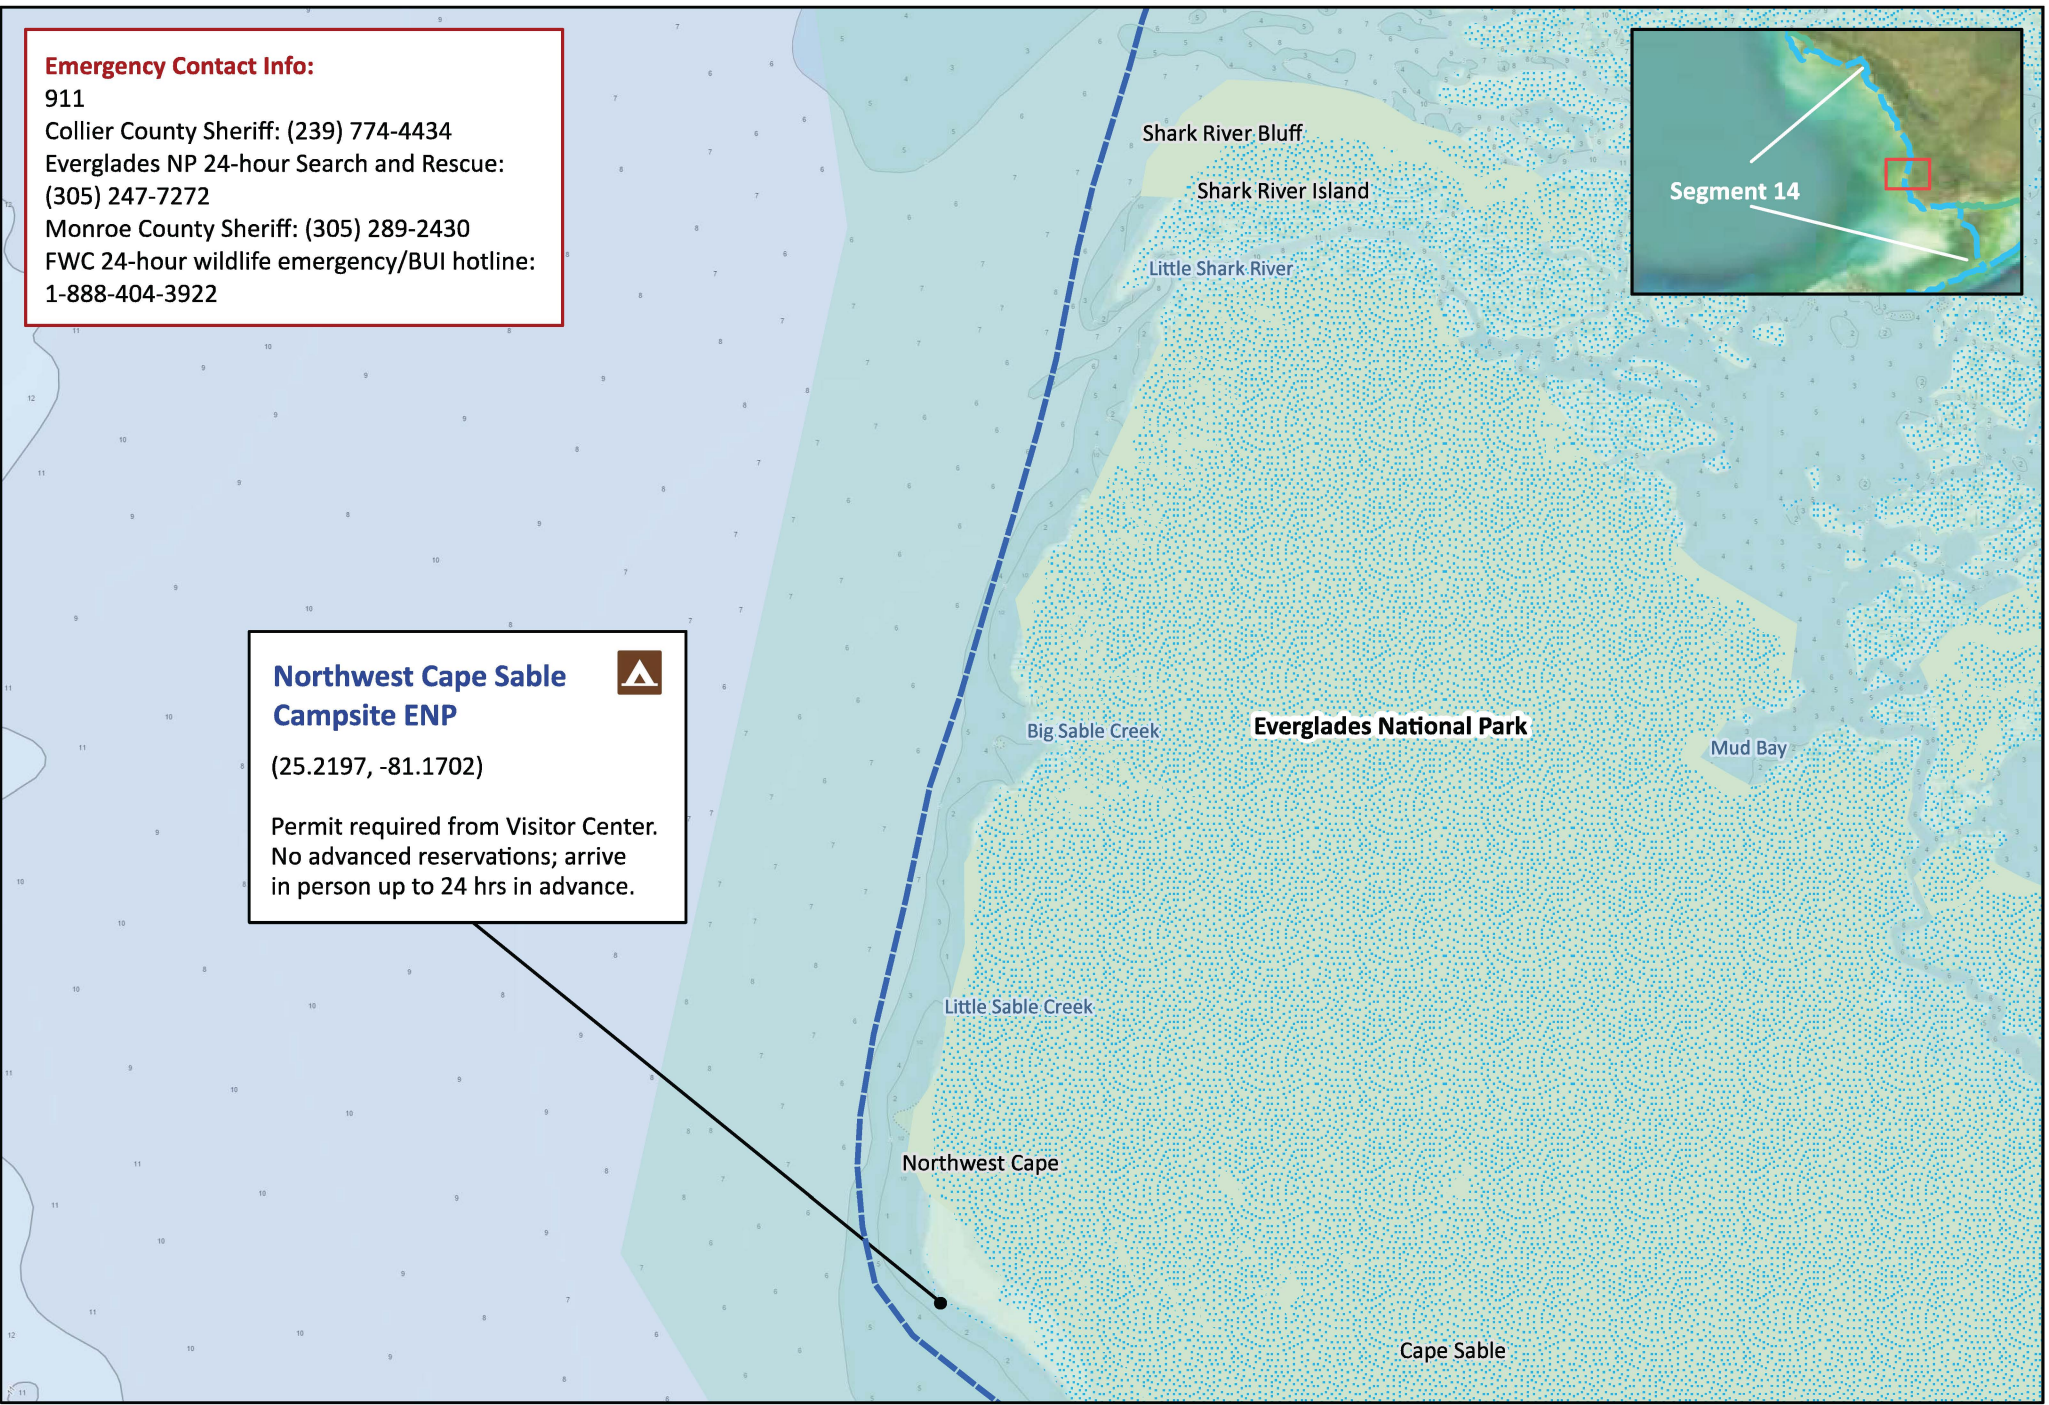 Emergency Contact Info:
911
Collier County Sheriff: (239) 774-4434
Everglades NP 24-hour Search and Rescue:
(305) 247-7272
Monroe County Sheriff: (305) 289-2430
FWC 24-hour wildlife emergency/BUI hotline:
1-888-404-3922
Segment 14
Shark River Bluff
Shark River Island
Little Shark River
Northwest Cape Sable
Campsite ENP
(25.2197, -81.1702)
Permit required from Visitor Center.
No advanced reservations; arrive
in person up to 24 hrs in advance.
Big Sable Creek
Everglades National Park
Mud Bay
Little Sable Creek
Northwest Cape
Cape Sable